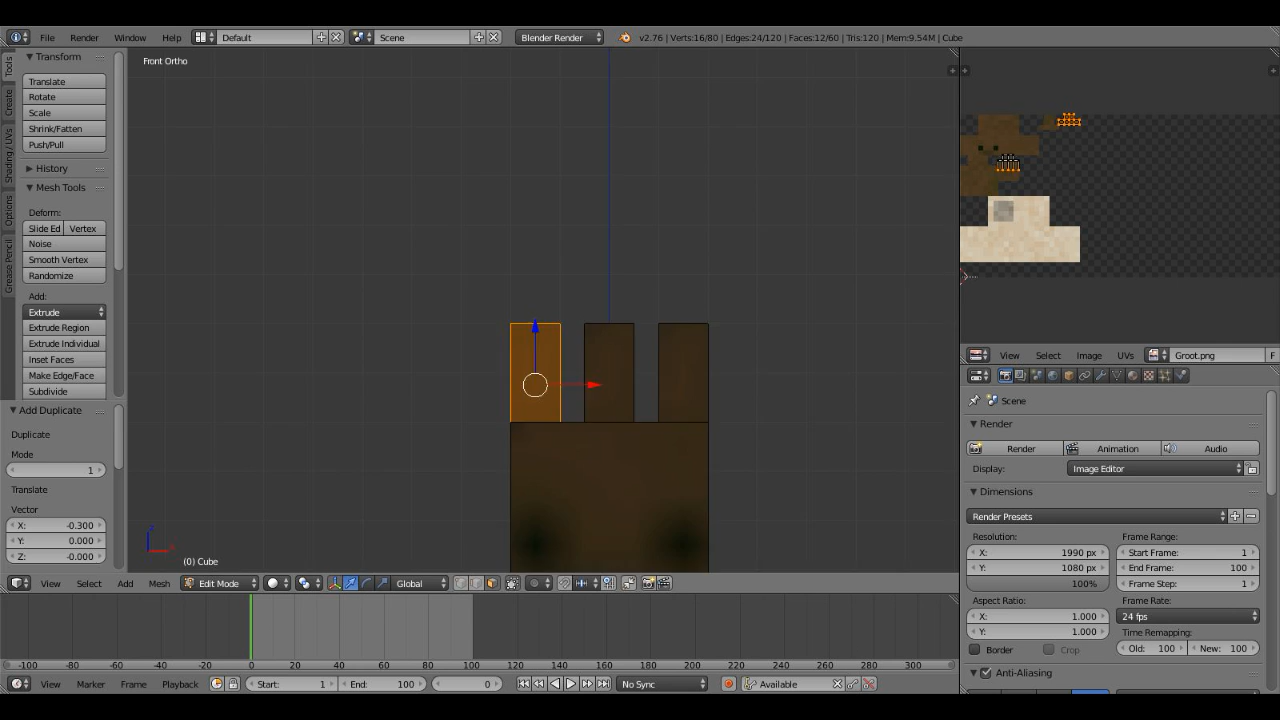 File Render Window Help Default Scene Blender Render v2.76 | Verts:16/80 | Edges:24/120 | Faces:12/60 | Tris:120 | Mem:9.54M | Cube
Tools
Create
Shading / UVs
Options
Grease Pencil
Transform
Translate
Rotate
Scale
Shrink/Fatten
Push/Pull
History
Mesh Tools
Deform:
Slide Ed Vertex
Noise
Smooth Vertex
Randomize
Add:
Extrude
Extrude Region
Extrude Individual
Inset Faces
Make Edge/Face
Subdivide
Add Duplicate
Duplicate
Mode
1
Translate
Vector
X: -0.300
Y: 0.000
Z: -0.000
Front Ortho
(0) Cube
View Select Add Mesh Edit Mode Global
-100 -80 -60 -40 -20 0 20 40 60 80 100 120 140 160 180 200 220 240 260 280 300
View Marker Frame Playback Start: 1 End: 100 0 No Sync Available
View Select Image UVs Groot.png F
Scene
Render
Render Animation Audio
Display: Image Editor
Dimensions
Render Presets
Resolution: Frame Range:
X: 1990 px Start Frame: 1
Y: 1080 px End Frame: 100
100% Frame Step: 1
Aspect Ratio: Frame Rate:
X: 1.000 24 fps
Y: 1.000 Time Remapping:
Border Crop Old: 100 New: 100
Anti-Aliasing